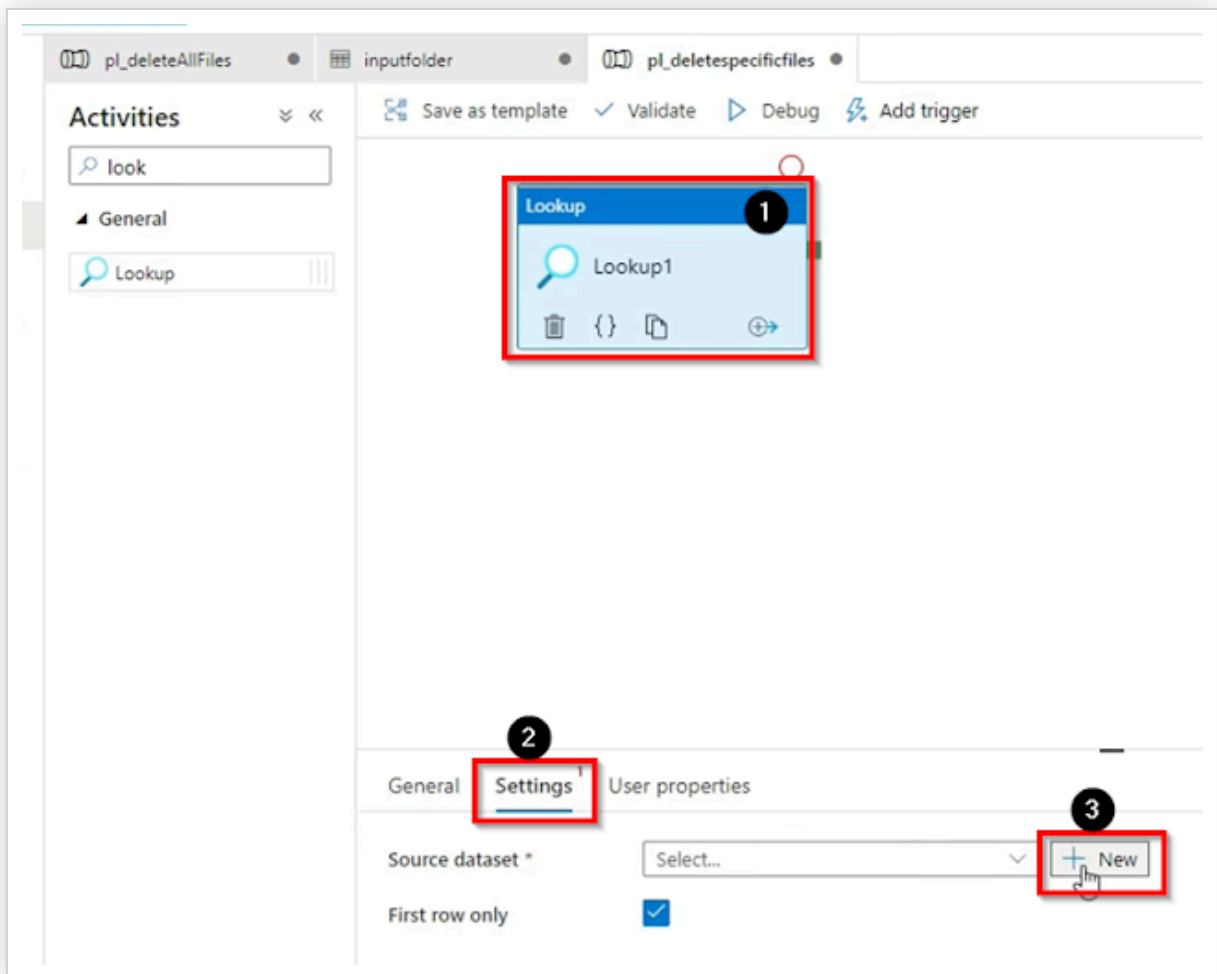 pl_deleteAllFiles
inputfolder
pl_deletespecificfiles
Activities
Save as template
Validate
Debug
Add trigger
look
General
Lookup
Lookup
1
Lookup1
{}
2
General
Settings 1
User properties
3
Source dataset *
Select...
New
First row only